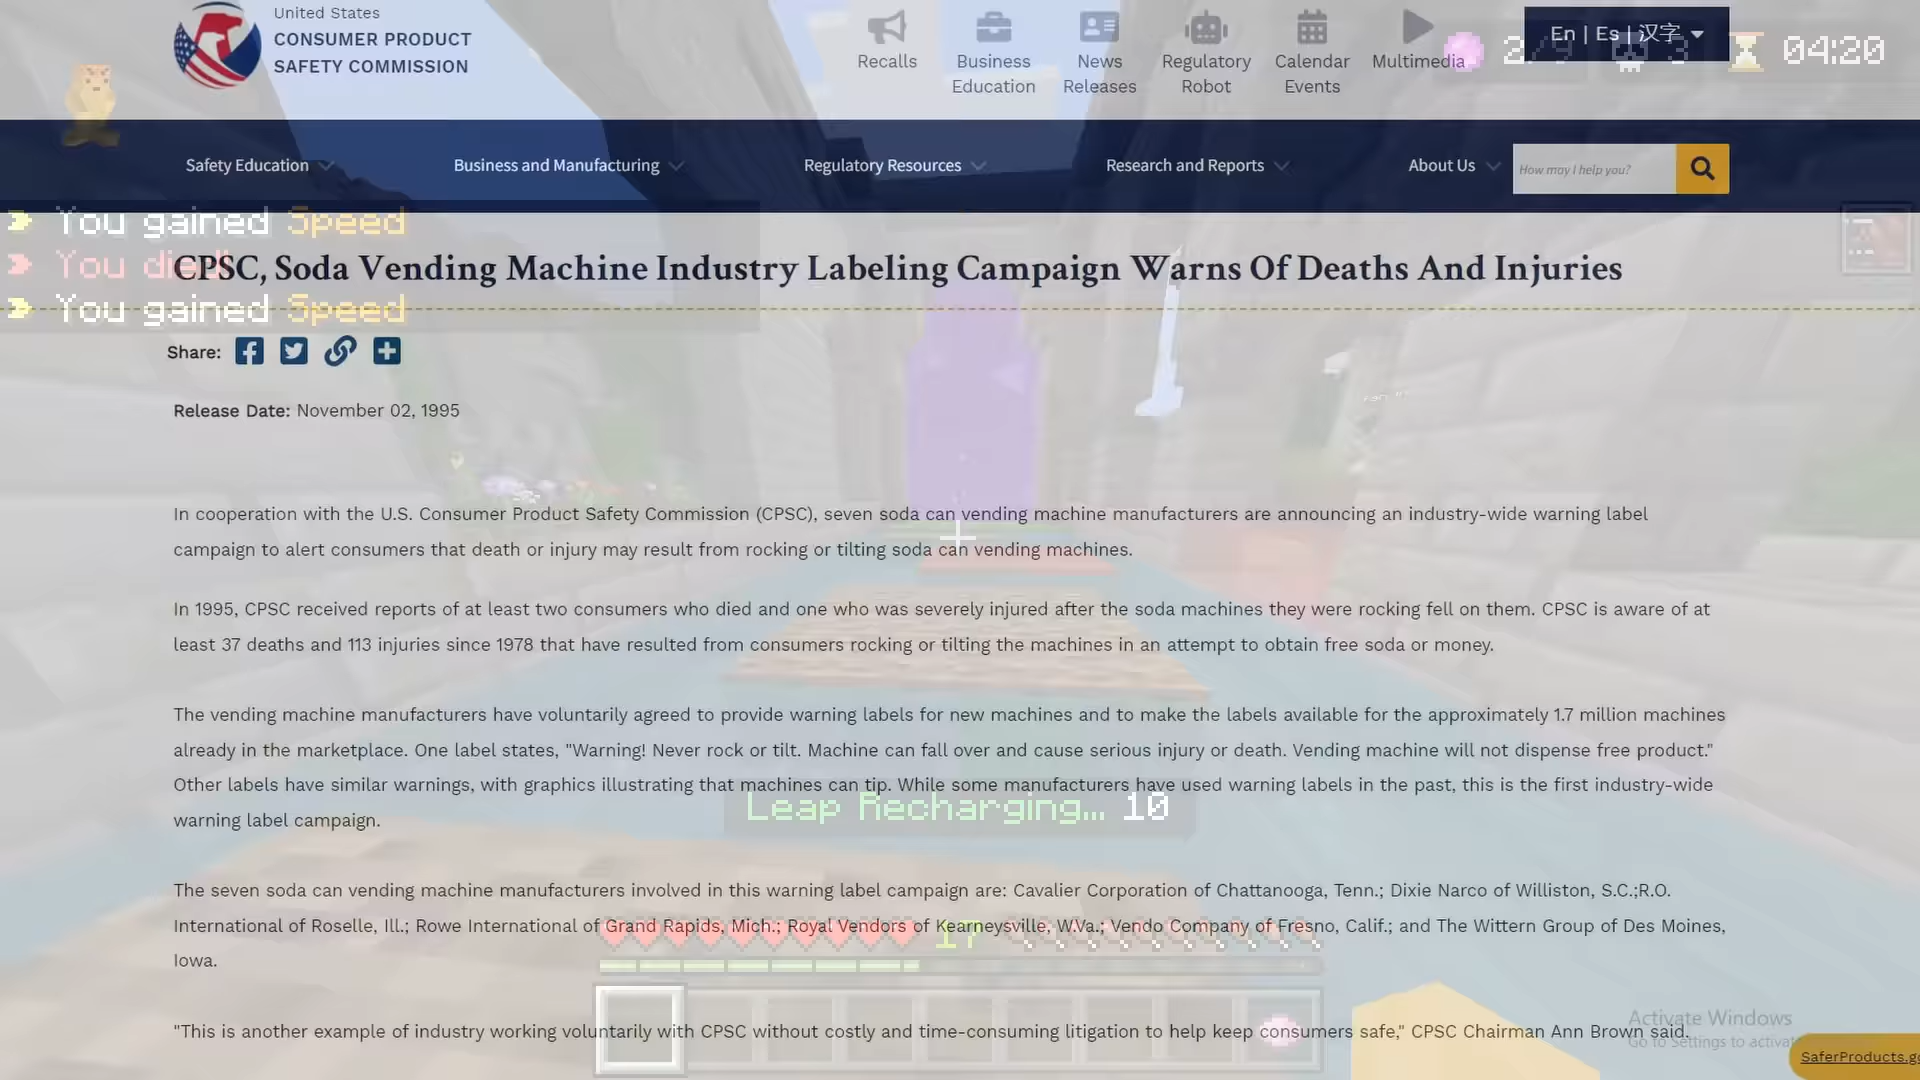 United States
CONSUMER PRODUCT
SAFETY COMMISSION
Recalls
Business
Education
News
Releases
Regulatory
Robot
Calendar
Events
Multimedia
En | Es | 汉字
2/9
3
04:20
Safety Education
Business and Manufacturing
Regulatory Resources
Research and Reports
About Us
How may I help you?
You gained Speed
You died
You gained Speed
CPSC, Soda Vending Machine Industry Labeling Campaign Warns Of Deaths And Injuries
Share:
Release Date: November 02, 1995
In cooperation with the U.S. Consumer Product Safety Commission (CPSC), seven soda can vending machine manufacturers are announcing an industry-wide warning label
campaign to alert consumers that death or injury may result from rocking or tilting soda can vending machines.
In 1995, CPSC received reports of at least two consumers who died and one who was severely injured after the soda machines they were rocking fell on them. CPSC is aware of at
least 37 deaths and 113 injuries since 1978 that have resulted from consumers rocking or tilting the machines in an attempt to obtain free soda or money.
The vending machine manufacturers have voluntarily agreed to provide warning labels for new machines and to make the labels available for the approximately 1.7 million machines
already in the marketplace. One label states, "Warning! Never rock or tilt. Machine can fall over and cause serious injury or death. Vending machine will not dispense free product."
Other labels have similar warnings, with graphics illustrating that machines can tip. While some manufacturers have used warning labels in the past, this is the first industry-wide
warning label campaign.
Leap Recharging... 10
The seven soda can vending machine manufacturers involved in this warning label campaign are: Cavalier Corporation of Chattanooga, Tenn.; Dixie Narco of Williston, S.C.;R.O.
International of Roselle, Ill.; Rowe International of Grand Rapids, Mich.; Royal Vendors of Kearneysville, W.Va.; Vendo Company of Fresno, Calif.; and The Wittern Group of Des Moines,
Iowa.
17
"This is another example of industry working voluntarily with CPSC without costly and time-consuming litigation to help keep consumers safe," CPSC Chairman Ann Brown said.
Activate Windows
Go to Settings to activat
SaferProducts.go